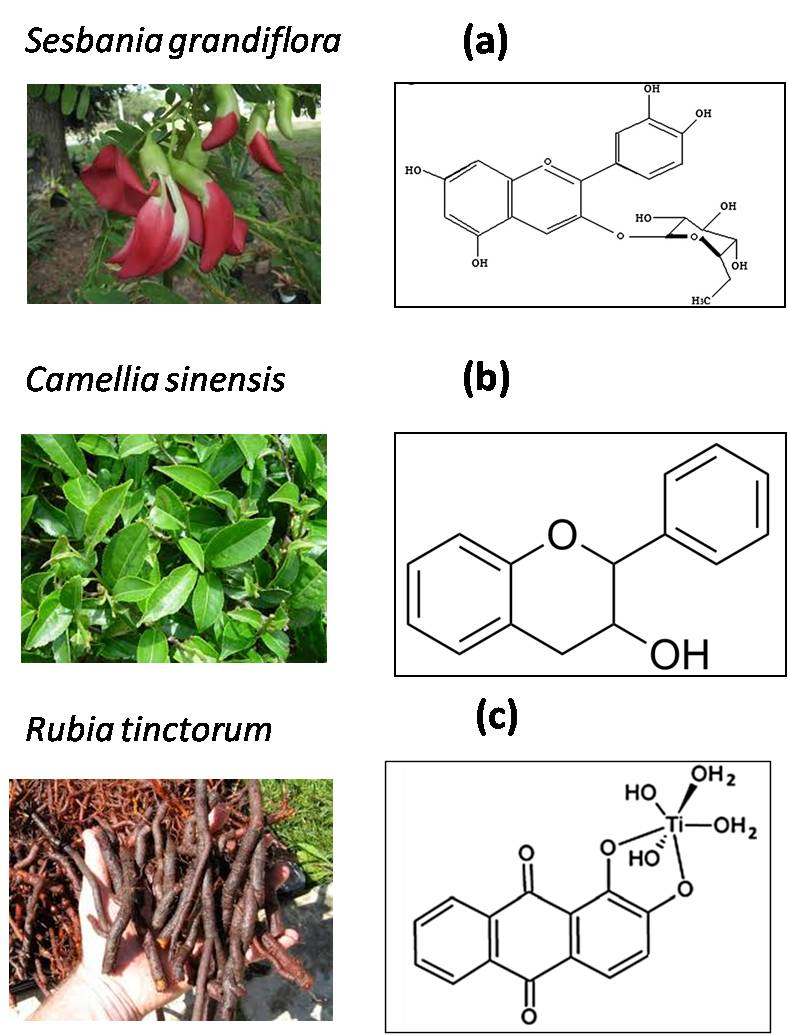 Sesbania grandiflora (a)
OH
OH
HO
O
OH
O
HO
OH
O
OH
H₃C
Camellia sinensis (b)
O
OH
Rubia tinctorum (c)
OH₂
HO
Ti
OH₂
O
HO
O
O
O